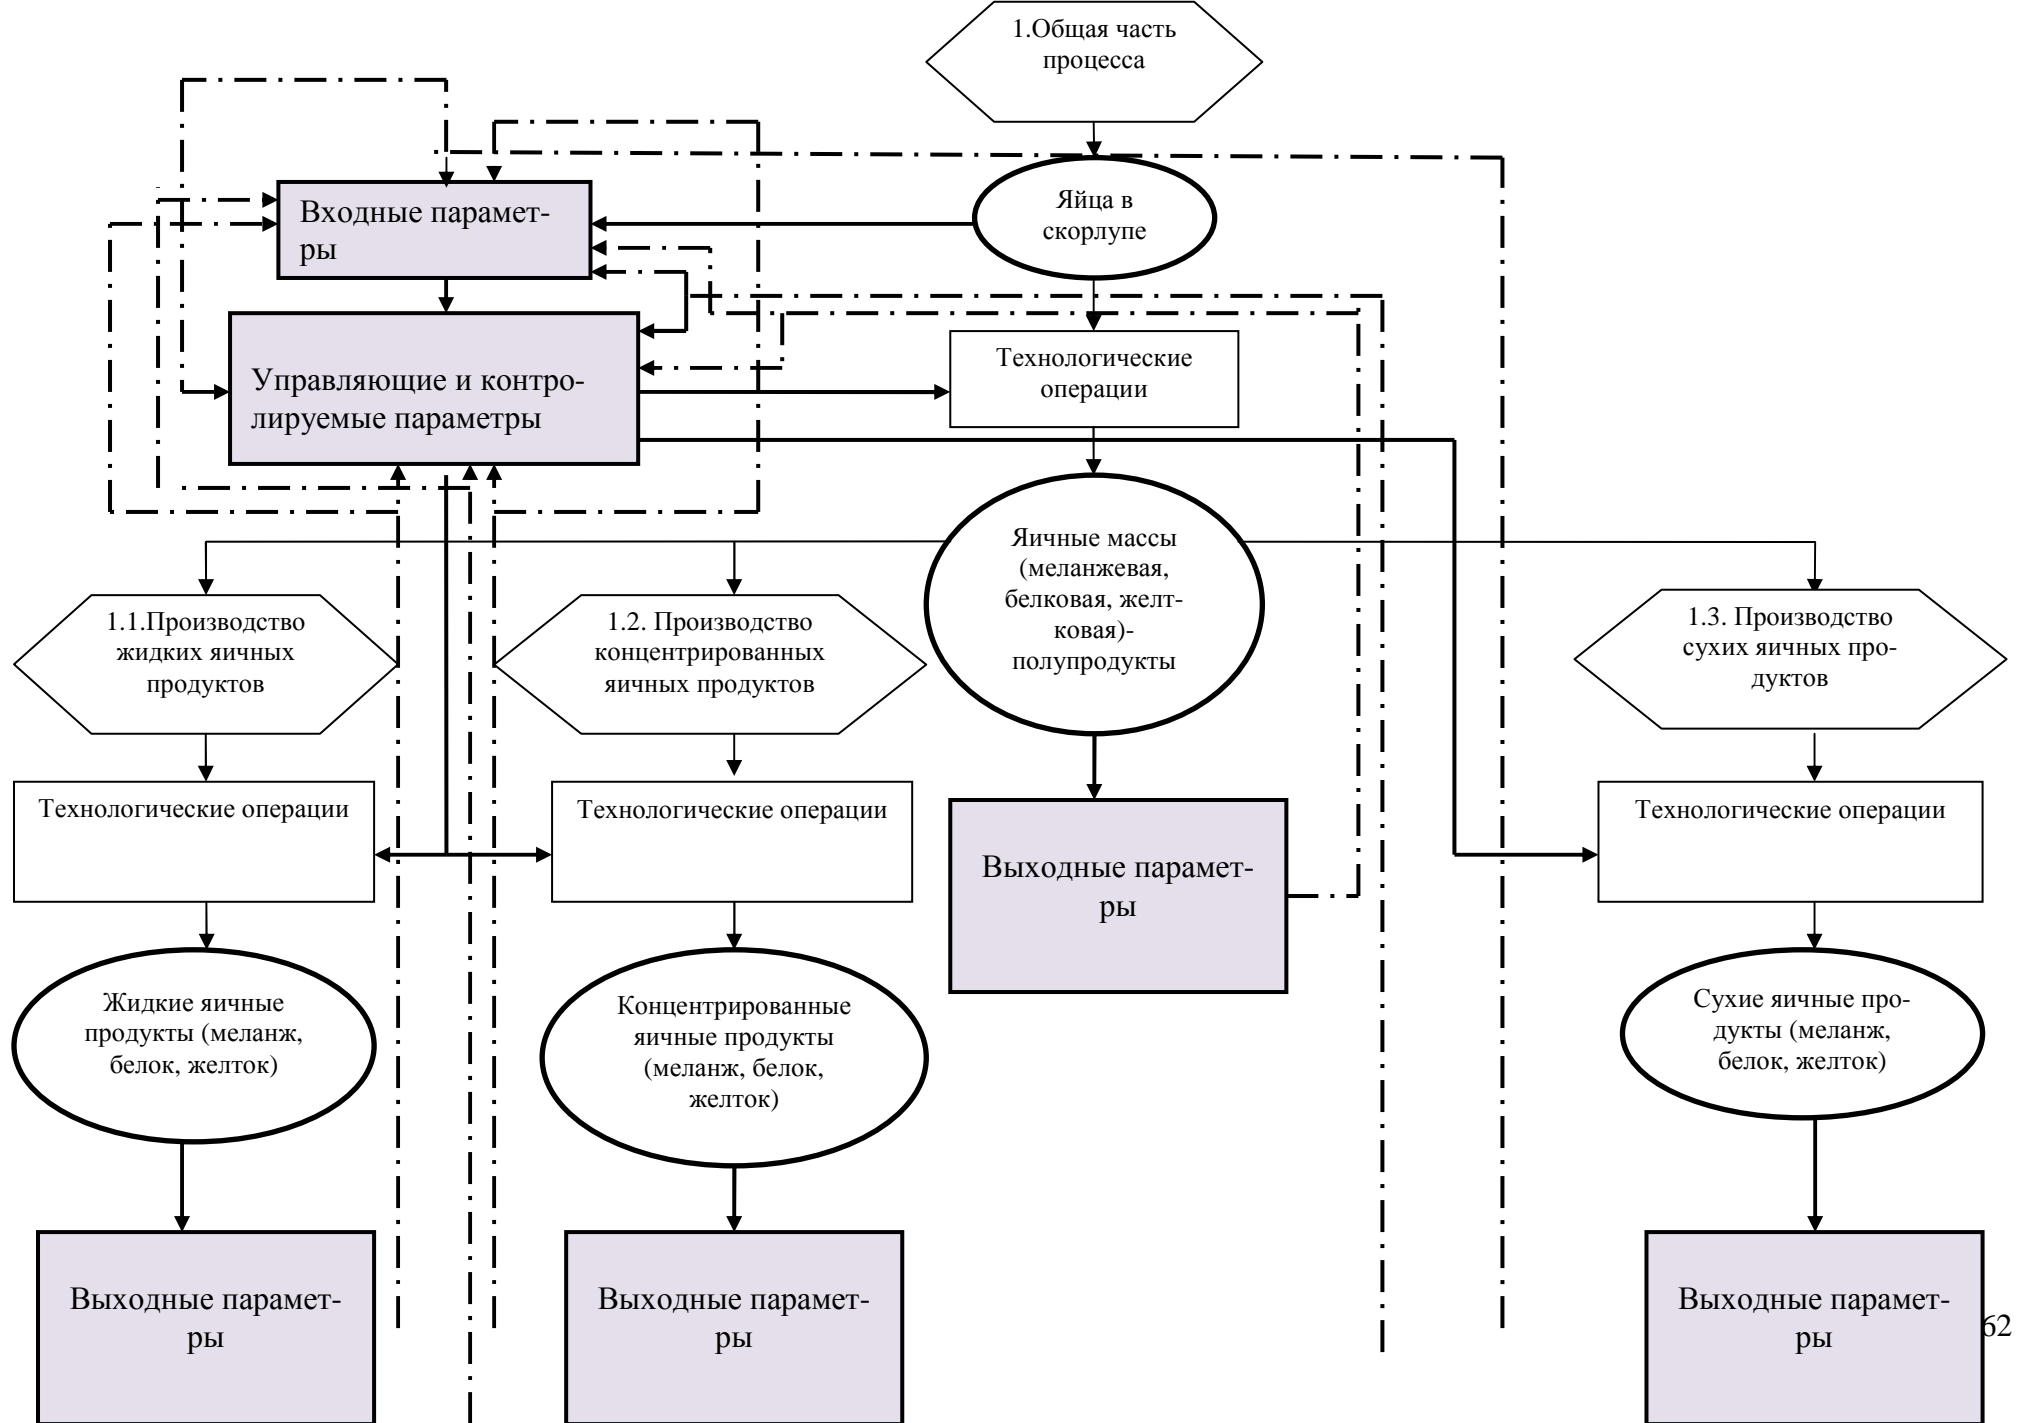 1.Общая часть
процесса
Яйца в
скорлупе
Входные парамет-
ры
Управляющие и контро-
лируемые параметры
Технологические
операции
Яичные массы
(меланжевая,
белковая, желт-
ковая)-
полупродукты
1.1.Производство
жидких яичных
продуктов
1.2. Производство
концентрированных
яичных продуктов
1.3. Производство
сухих яичных про-
дуктов
Технологические операции
Технологические операции
Технологические операции
Выходные парамет-
ры
Жидкие яичные
продукты (меланж,
белок, желток)
Концентрированные
яичные продукты
(меланж, белок,
желток)
Сухие яичные про-
дукты (меланж,
белок, желток)
Выходные парамет-
ры
Выходные парамет-
ры
Выходные парамет-
ры
62